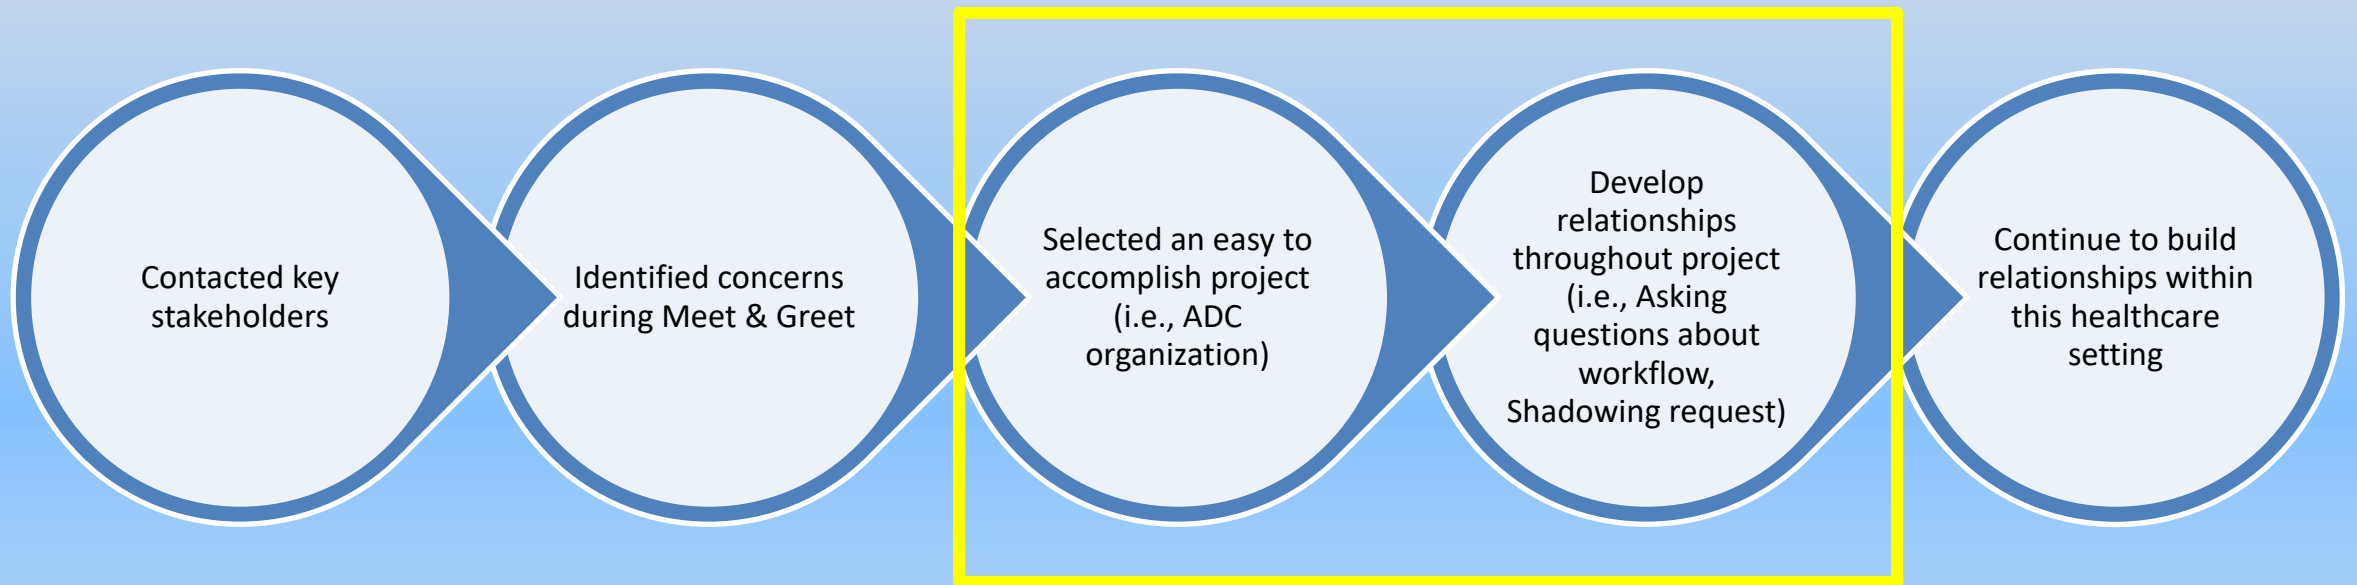 Contacted key
stakeholders
Identified concerns
during Meet & Greet
Selected an easy to
accomplish project
(i.e., ADC
organization)
Develop
relationships
throughout project
(i.e., Asking
questions about
workflow,
Shadowing request)
Continue to build
relationships within
this healthcare
setting